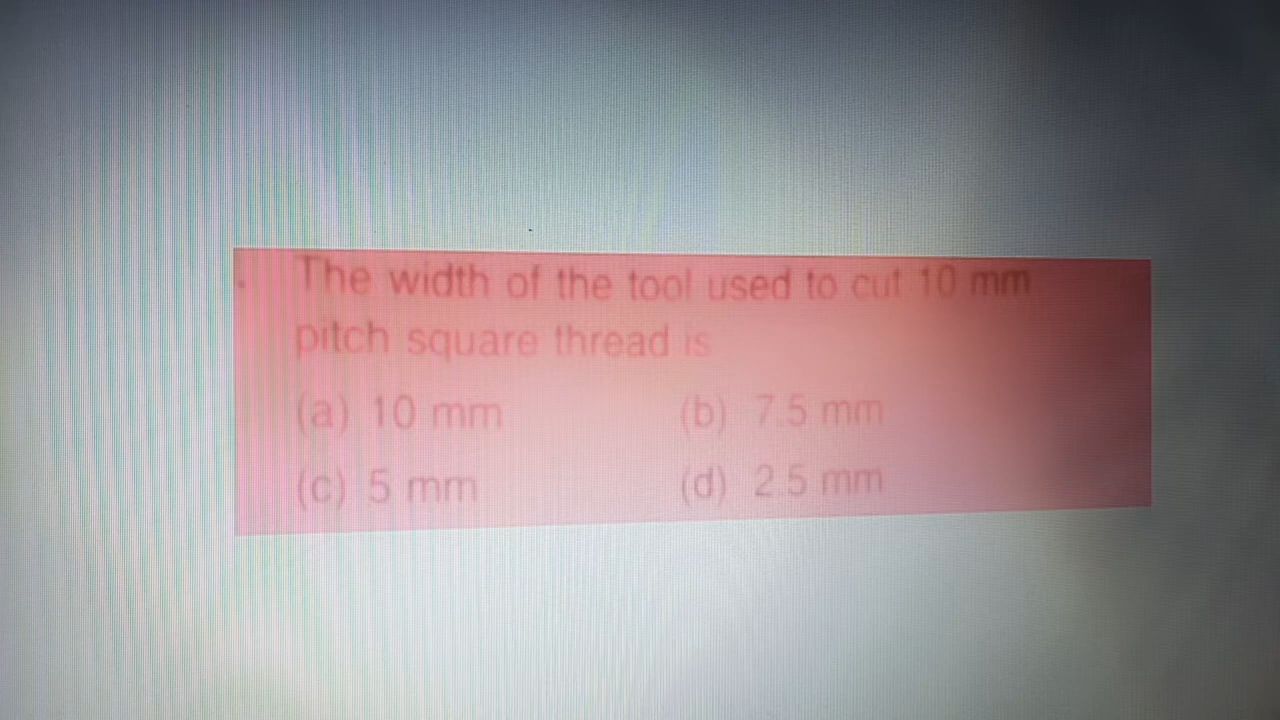 The width of the tool used to cut 10 mm
pitch square thread is
(a) 10 mm (b) 7.5 mm
(c) 5 mm (d) 2.5 mm